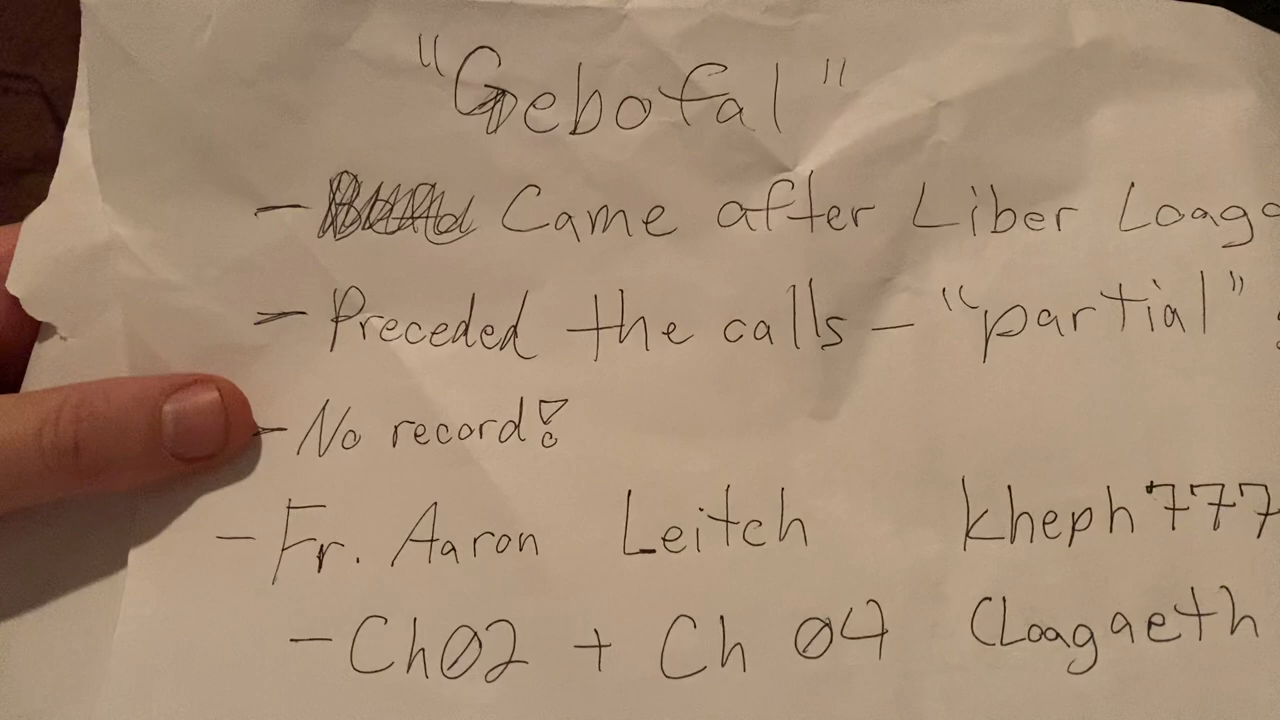 "Gebofal"
- Came after Liber Loag
- Preceded the calls - "partial"
- No record!
- Fr. Aaron Leitch Kheph777
- Ch02 + Ch 04 CLoagaeth